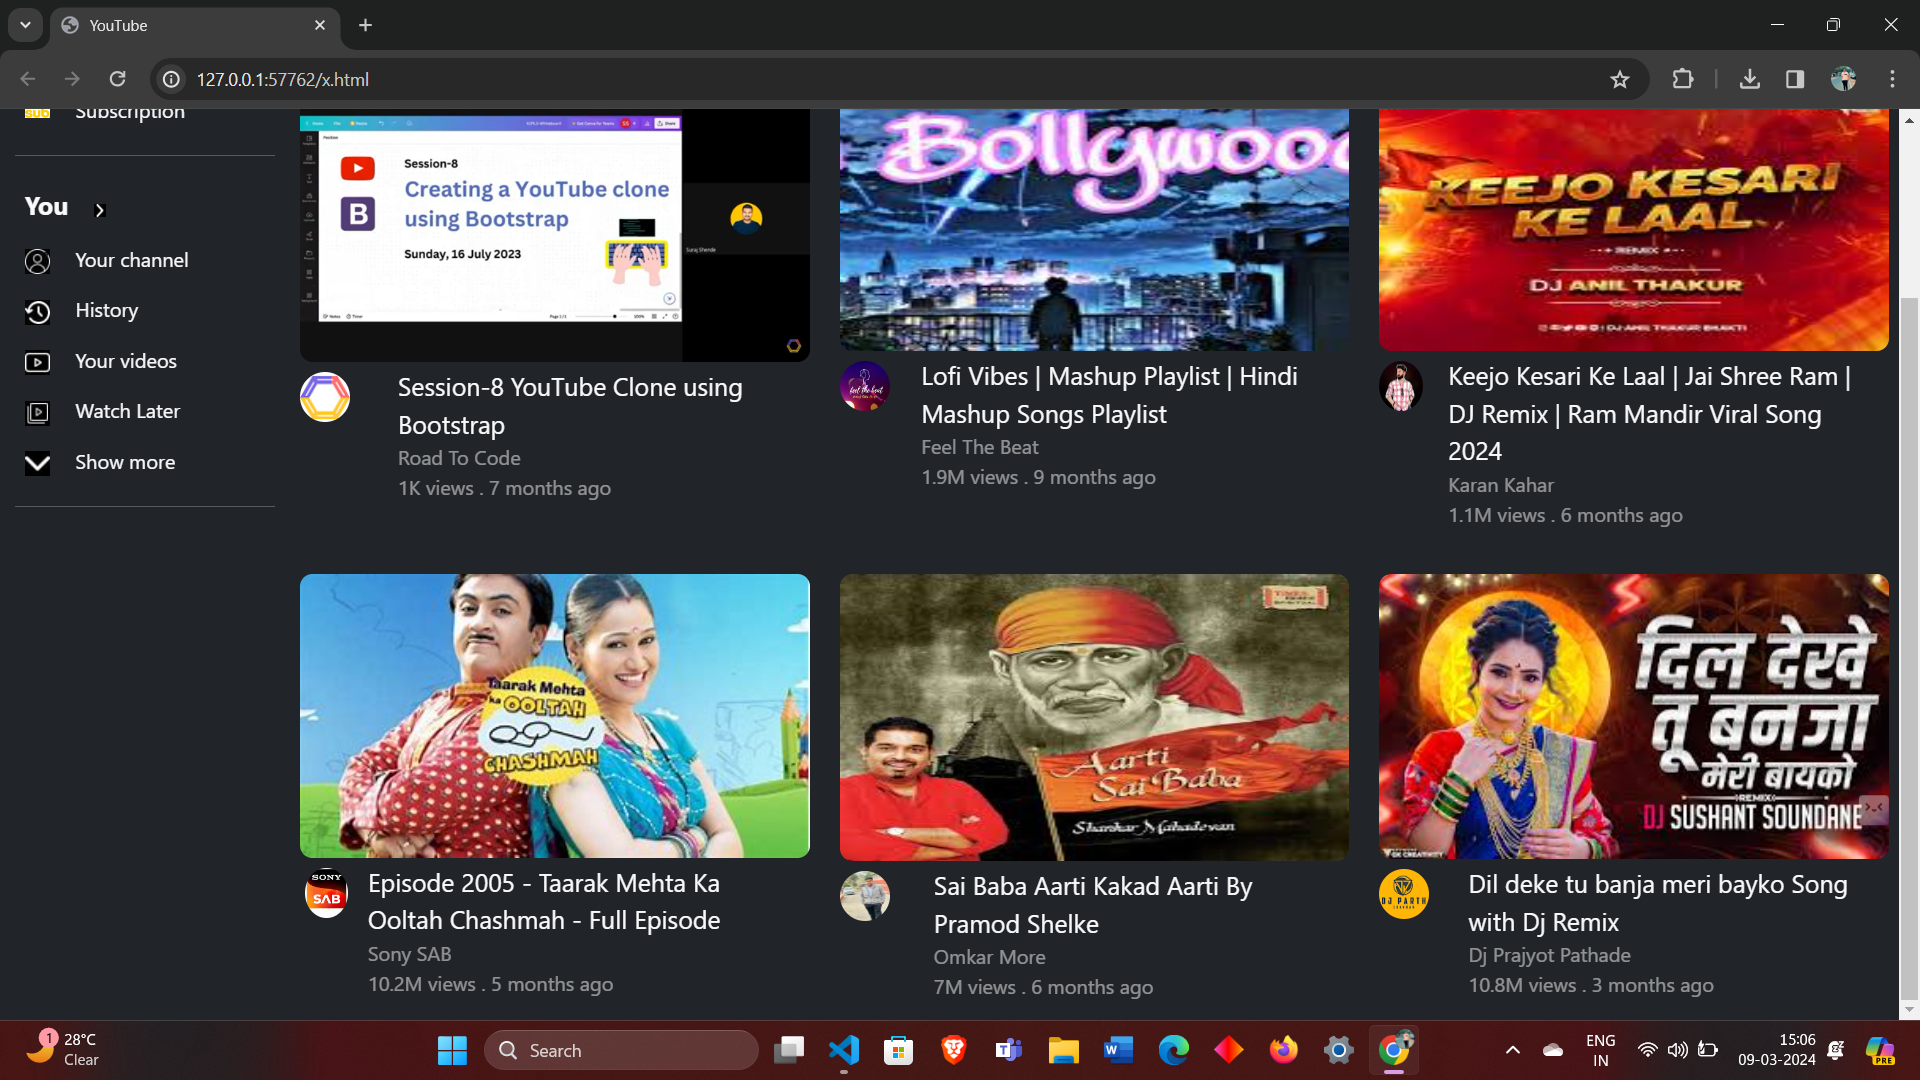 YouTube
127.0.0.1:57762/x.html
sub Subscription
You
Your channel
History
Your videos
Watch Later
Show more
Session-8
Creating a YouTube clone
using Bootstrap
B
Sunday, 16 July 2023
Suraj Shende
Session-8 YouTube Clone using
Bootstrap
Road To Code
1K views . 7 months ago
Bollywood
Lofi Vibes | Mashup Playlist | Hindi
Mashup Songs Playlist
Feel The Beat
1.9M views . 9 months ago
KEEJO KESARI
KE LAAL
REMIX
DJ ANIL THAKUR
Keejo Kesari Ke Laal | Jai Shree Ram |
DJ Remix | Ram Mandir Viral Song
2024
Karan Kahar
1.1M views . 6 months ago
Taarak Mehta
ka OOLTAH
CHASHMAH
SONY
SAB
Episode 2005 - Taarak Mehta Ka
Ooltah Chashmah - Full Episode
Sony SAB
10.2M views . 5 months ago
Aarti
Sai Baba
Shankar Mahadevan
Sai Baba Aarti Kakad Aarti By
Pramod Shelke
Omkar More
7M views . 6 months ago
दिल देखे
तू बनजा
मेरी बायको
REMIX
DJ SUSHANT SOUNDANE
DJ PARTH
Dil deke tu banja meri bayko Song
with Dj Remix
Dj Prajyot Pathade
10.8M views . 3 months ago
1
28°C
Clear
Search
ENG
IN
15:06
09-03-2024
PRE